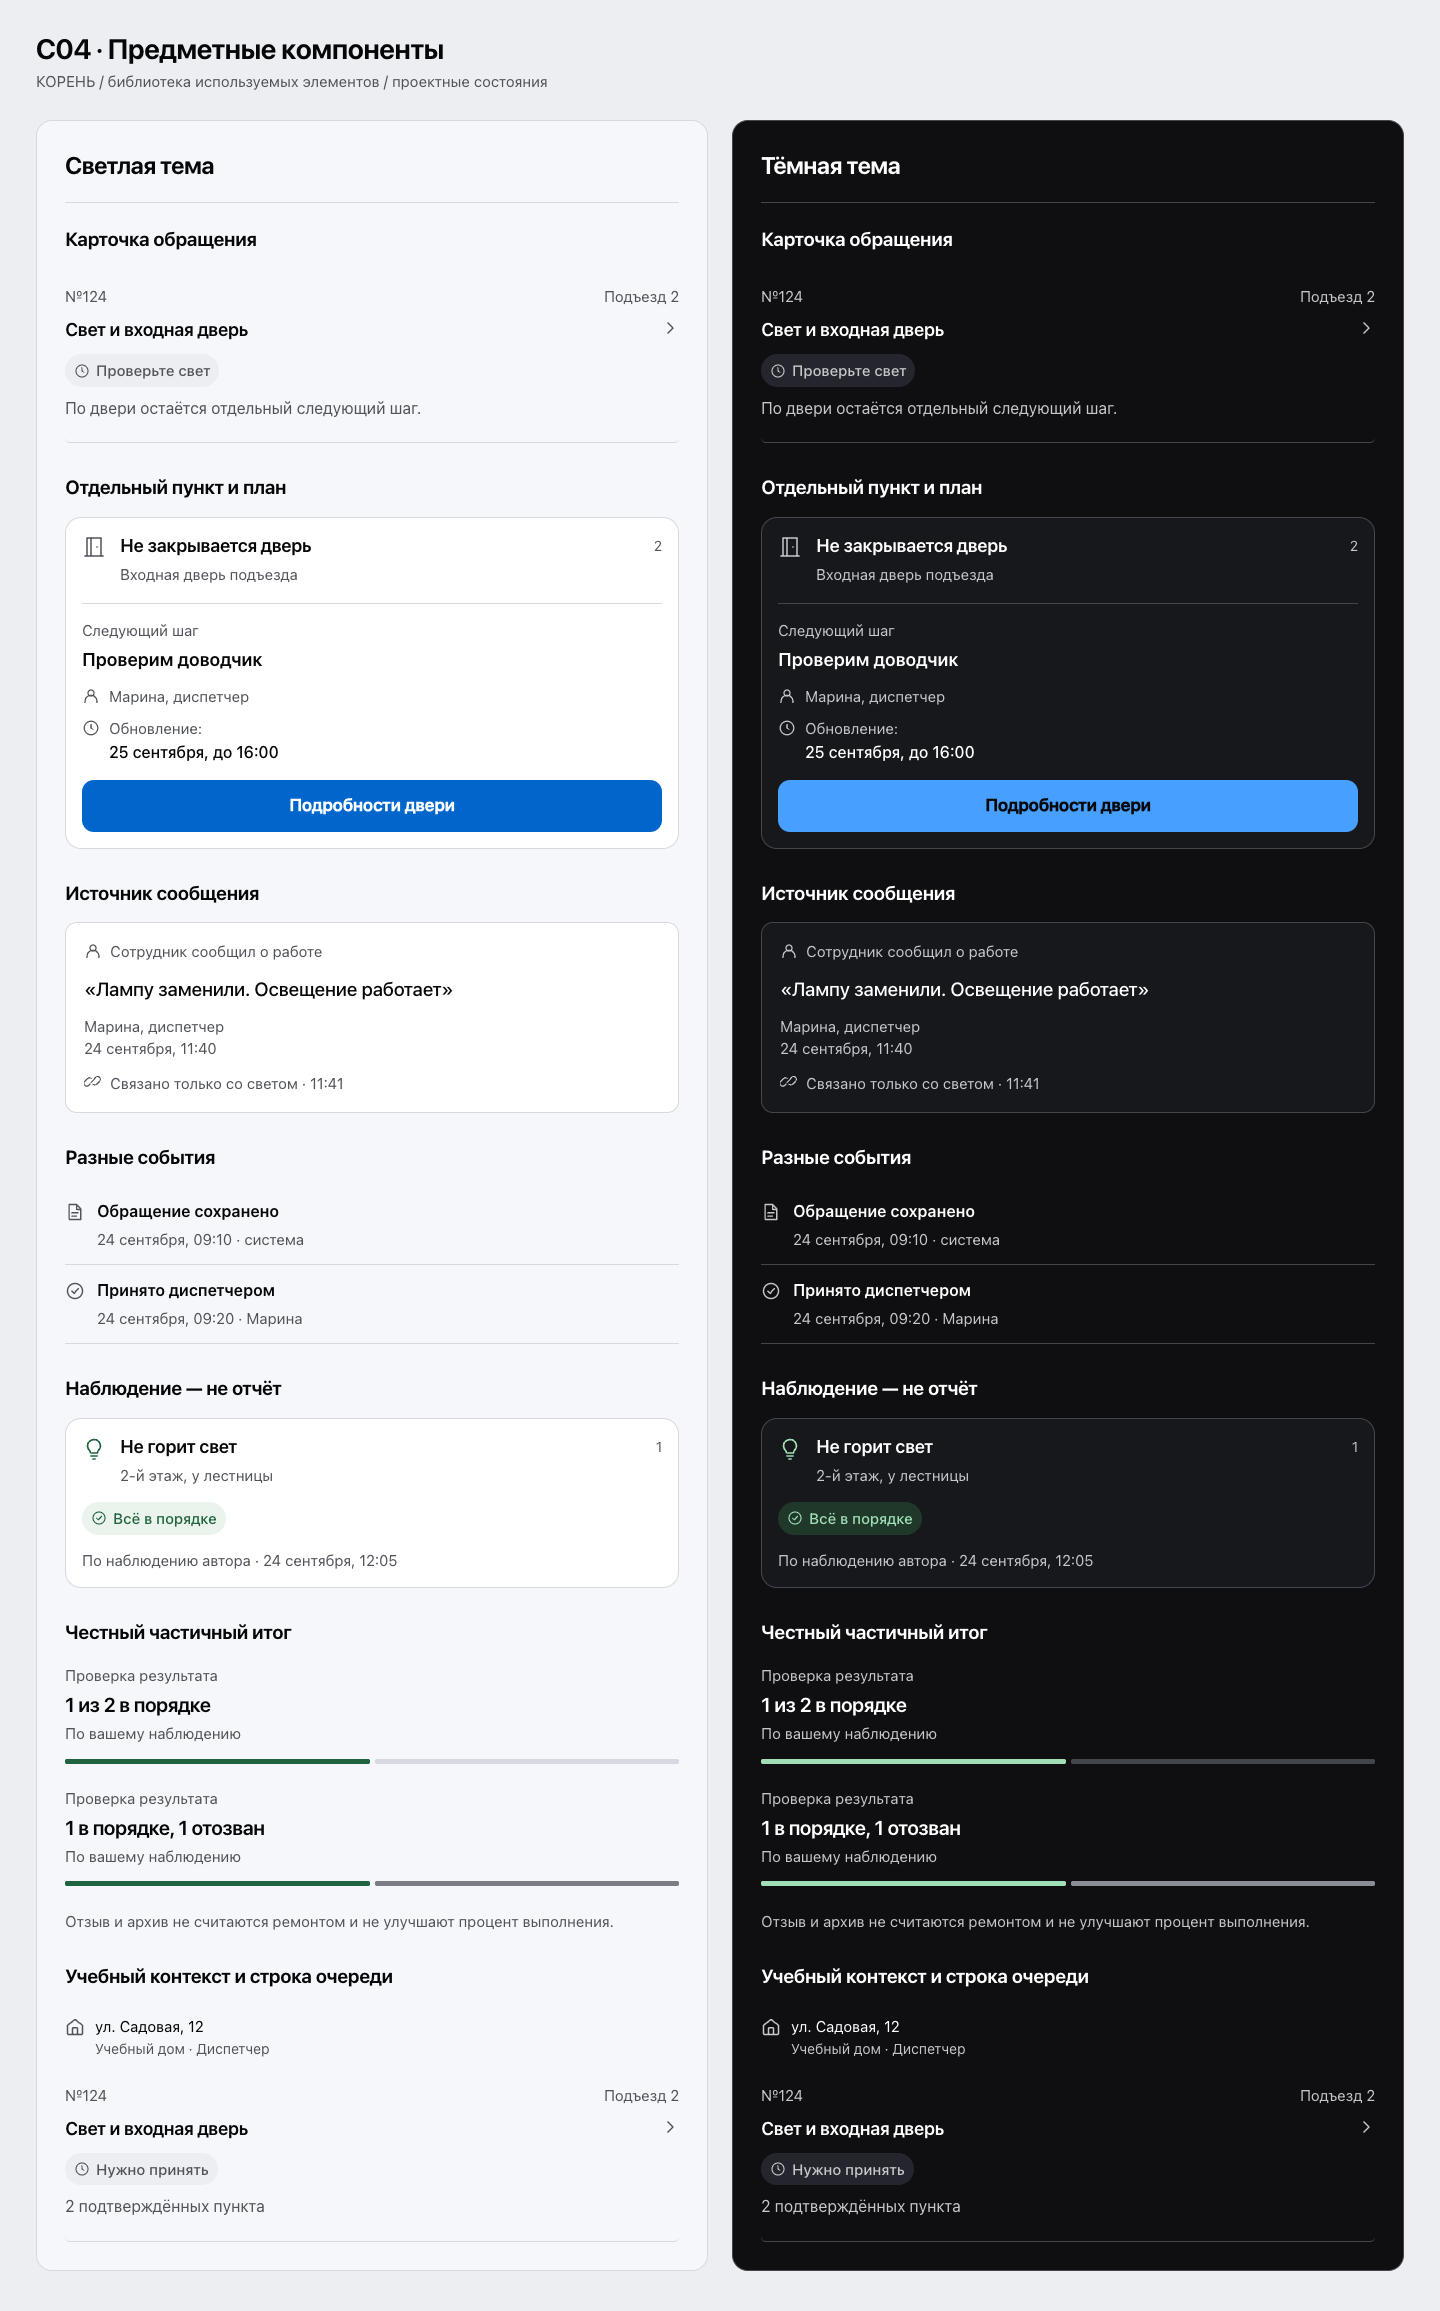 С04 · Предметные компоненты
КОРЕНЬ / библиотека используемых элементов / проектные состояния
Светлая тема
Карточка обращения
№124
Подъезд 2
Свет и входная дверь
Проверьте свет
По двери остаётся отдельный следующий шаг.
Отдельный пункт и план
Не закрывается дверь
2
Входная дверь подъезда
Следующий шаг
Проверим доводчик
Марина, диспетчер
Обновление:
25 сентября, до 16:00
Подробности двери
Источник сообщения
Сотрудник сообщил о работе
«Лампу заменили. Освещение работает»
Марина, диспетчер
24 сентября, 11:40
Связано только со светом · 11:41
Разные события
Обращение сохранено
24 сентября, 09:10 · система
Принято диспетчером
24 сентября, 09:20 · Марина
Наблюдение — не отчёт
Не горит свет
1
2-й этаж, у лестницы
Всё в порядке
По наблюдению автора · 24 сентября, 12:05
Честный частичный итог
Проверка результата
1 из 2 в порядке
По вашему наблюдению
Проверка результата
1 в порядке, 1 отозван
По вашему наблюдению
Отзыв и архив не считаются ремонтом и не улучшают процент выполнения.
Учебный контекст и строка очереди
ул. Садовая, 12
Учебный дом · Диспетчер
№124
Подъезд 2
Свет и входная дверь
Нужно принять
2 подтверждённых пункта
Тёмная тема
Карточка обращения
№124
Подъезд 2
Свет и входная дверь
Проверьте свет
По двери остаётся отдельный следующий шаг.
Отдельный пункт и план
Не закрывается дверь
2
Входная дверь подъезда
Следующий шаг
Проверим доводчик
Марина, диспетчер
Обновление:
25 сентября, до 16:00
Подробности двери
Источник сообщения
Сотрудник сообщил о работе
«Лампу заменили. Освещение работает»
Марина, диспетчер
24 сентября, 11:40
Связано только со светом · 11:41
Разные события
Обращение сохранено
24 сентября, 09:10 · система
Принято диспетчером
24 сентября, 09:20 · Марина
Наблюдение — не отчёт
Не горит свет
1
2-й этаж, у лестницы
Всё в порядке
По наблюдению автора · 24 сентября, 12:05
Честный частичный итог
Проверка результата
1 из 2 в порядке
По вашему наблюдению
Проверка результата
1 в порядке, 1 отозван
По вашему наблюдению
Отзыв и архив не считаются ремонтом и не улучшают процент выполнения.
Учебный контекст и строка очереди
ул. Садовая, 12
Учебный дом · Диспетчер
№124
Подъезд 2
Свет и входная дверь
Нужно принять
2 подтверждённых пункта